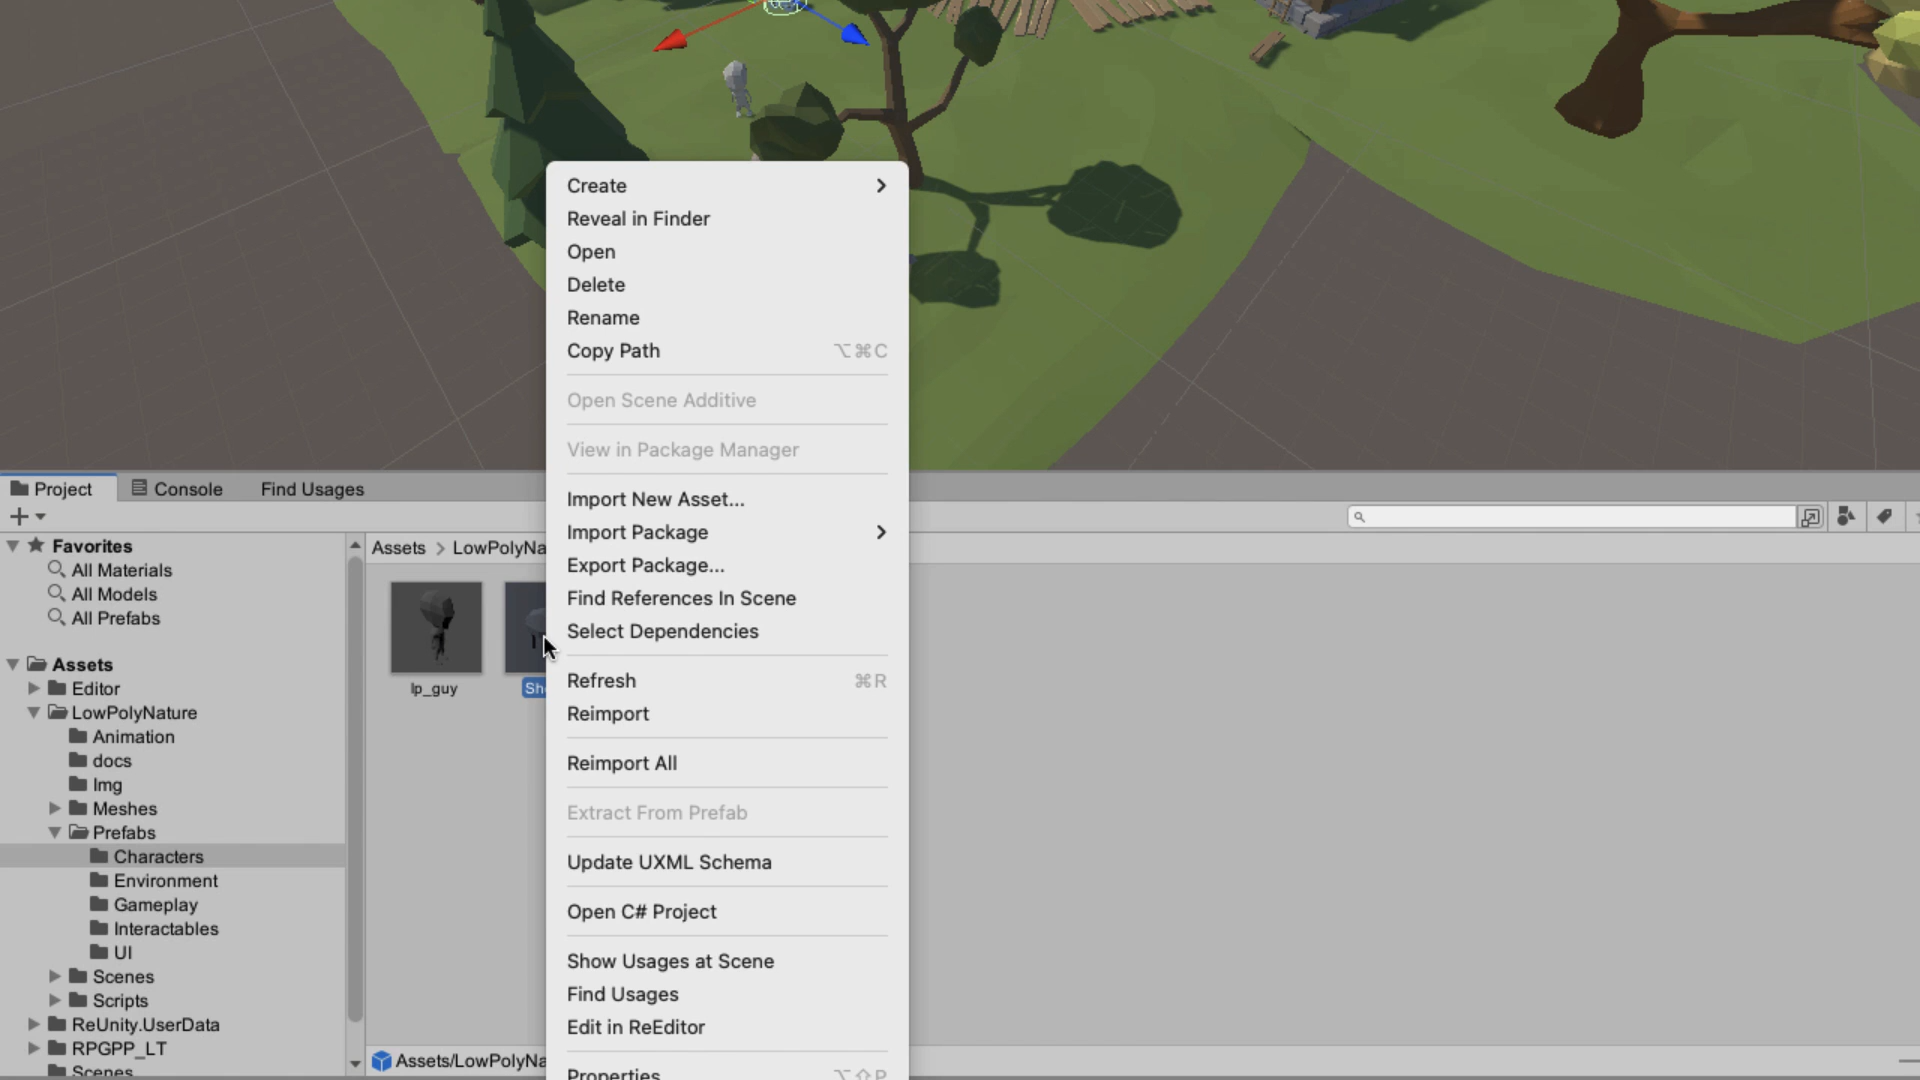 Create
Reveal in Finder
Open
Delete
Rename
Copy Path ⌥⌘C
Open Scene Additive
View in Package Manager
Import New Asset...
Import Package
Export Package...
Find References In Scene
Select Dependencies
Refresh ⌘R
Reimport
Reimport All
Extract From Prefab
Update UXML Schema
Open C# Project
Show Usages at Scene
Find Usages
Edit in ReEditor
Properties... ⌥⇧P
Project Console Find Usages
Favorites
All Materials
All Models
All Prefabs
Assets
Editor
LowPolyNature
Animation
docs
Img
Meshes
Prefabs
Characters
Environment
Gameplay
Interactables
UI
Scenes
Scripts
ReUnity.UserData
RPGPP_LT
Scenes
Assets > LowPolyNa
lp_guy
Sh
Assets/LowPolyNa